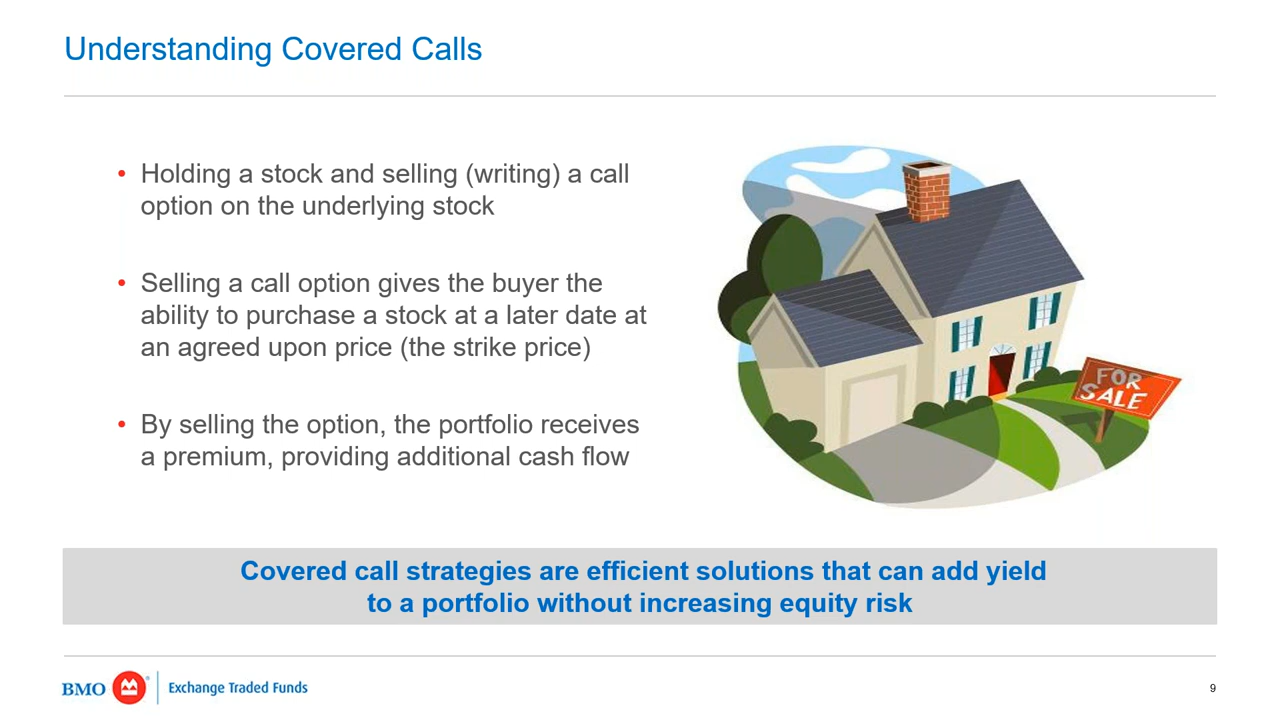 Understanding Covered Calls
• Holding a stock and selling (writing) a call
option on the underlying stock
• Selling a call option gives the buyer the
ability to purchase a stock at a later date at
an agreed upon price (the strike price)
• By selling the option, the portfolio receives
a premium, providing additional cash flow
FOR
SALE
Covered call strategies are efficient solutions that can add yield
to a portfolio without increasing equity risk
BMO Exchange Traded Funds
9